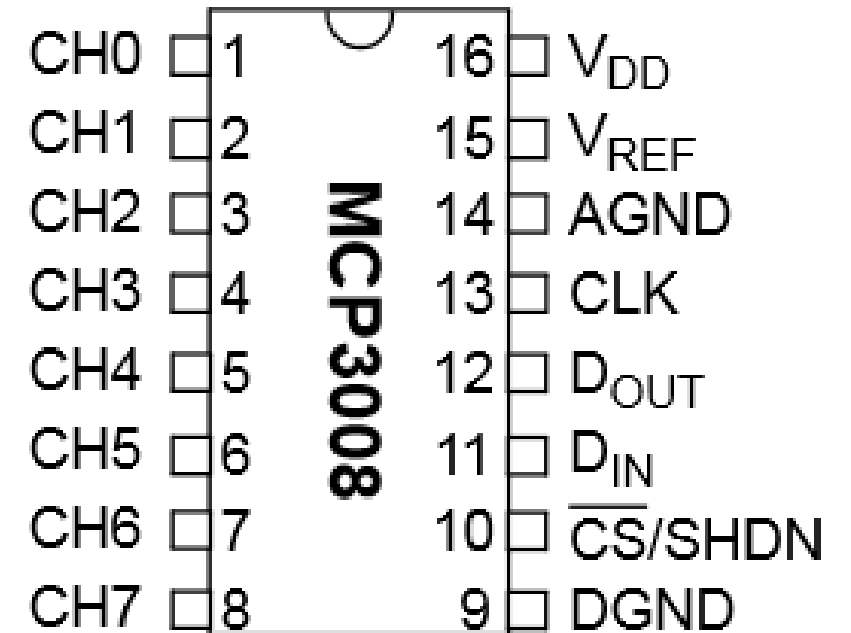 CH0 1 16 VDD
CH1 2 15 VREF
CH2 3 14 AGND
CH3 4 13 CLK
CH4 5 12 DOUT
CH5 6 11 DIN
CH6 7 10 C̅S̅/SHDN
CH7 8 9 DGND
MCP3008